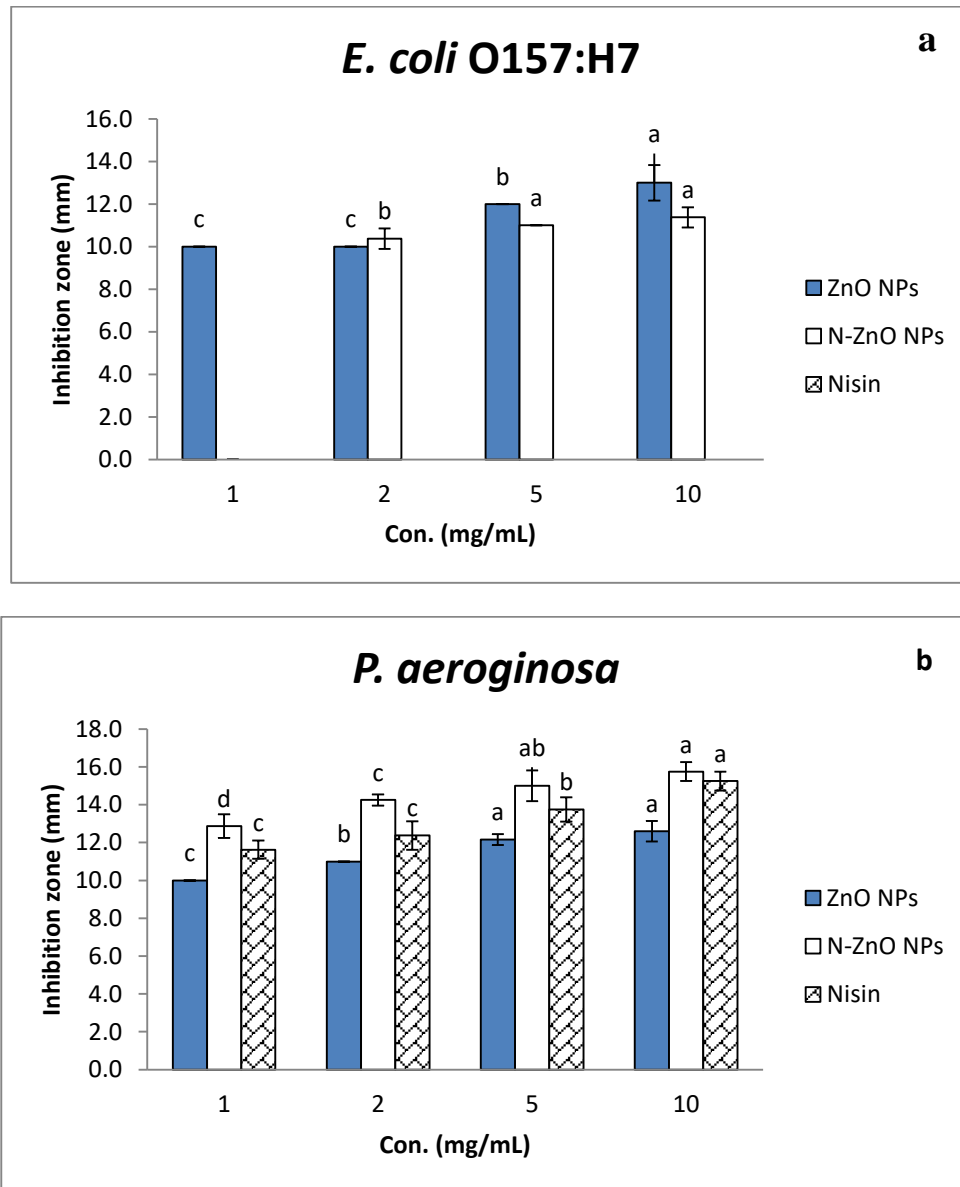 a
E. coli O157:H7
16.0
14.0
12.0
10.0
8.0
6.0
4.0
2.0
0.0
Inhibition zone (mm)
c
c
b
b
a
a
a
1
2
5
10
Con. (mg/mL)
ZnO NPs
N-ZnO NPs
Nisin
b
P. aeroginosa
18.0
16.0
14.0
12.0
10.0
8.0
6.0
4.0
2.0
0.0
Inhibition zone (mm)
c
d
c
b
c
c
a
ab
b
a
a
a
1
2
5
10
Con. (mg/mL)
ZnO NPs
N-ZnO NPs
Nisin